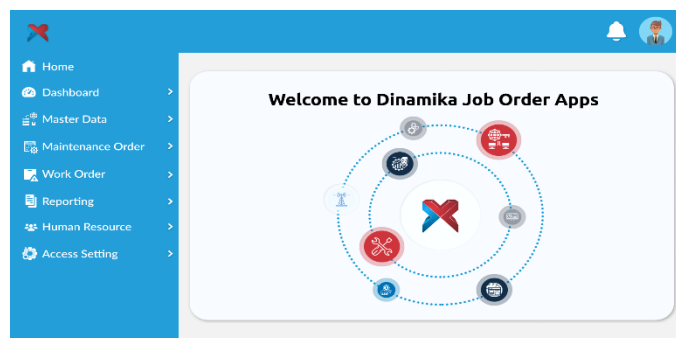 Home
Dashboard
Master Data
Maintenance Order
Work Order
Reporting
Human Resource
Access Setting
Welcome to Dinamika Job Order Apps